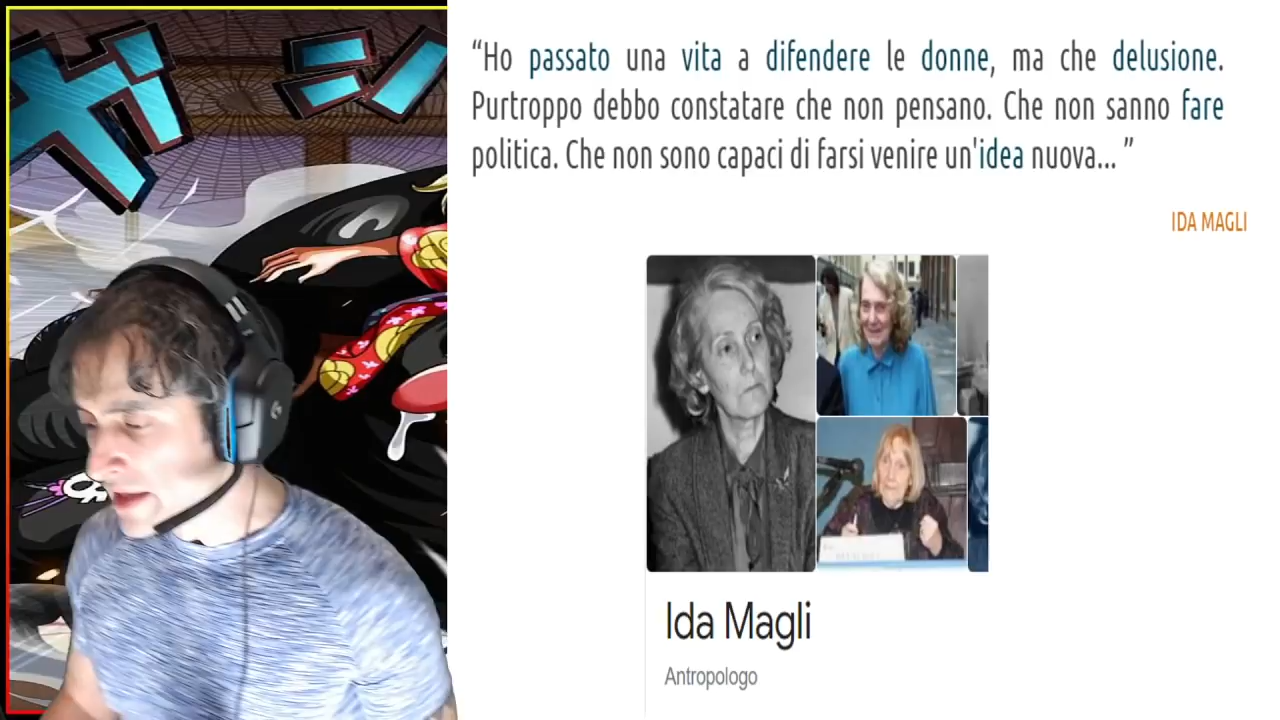 “Ho passato una vita a difendere le donne, ma che delusione.
Purtroppo debbo constatare che non pensano. Che non sanno fare
politica. Che non sono capaci di farsi venire un'idea nuova... ”
IDA MAGLI
Ida Magli
Antropologo